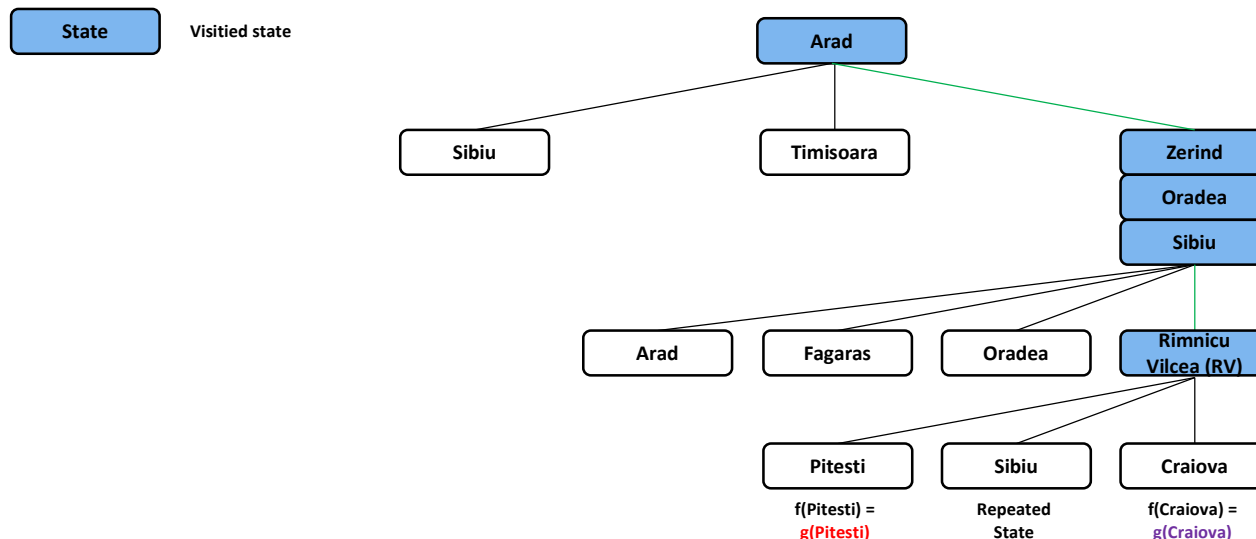 State
Visitied state
Arad
Sibiu
Timisoara
Zerind
Oradea
Sibiu
Arad
Fagaras
Oradea
Rimnicu
Vilcea (RV)
Pitesti
Sibiu
Craiova
f(Pitesti) =
g(Pitesti)
Repeated
State
f(Craiova) =
g(Craiova)